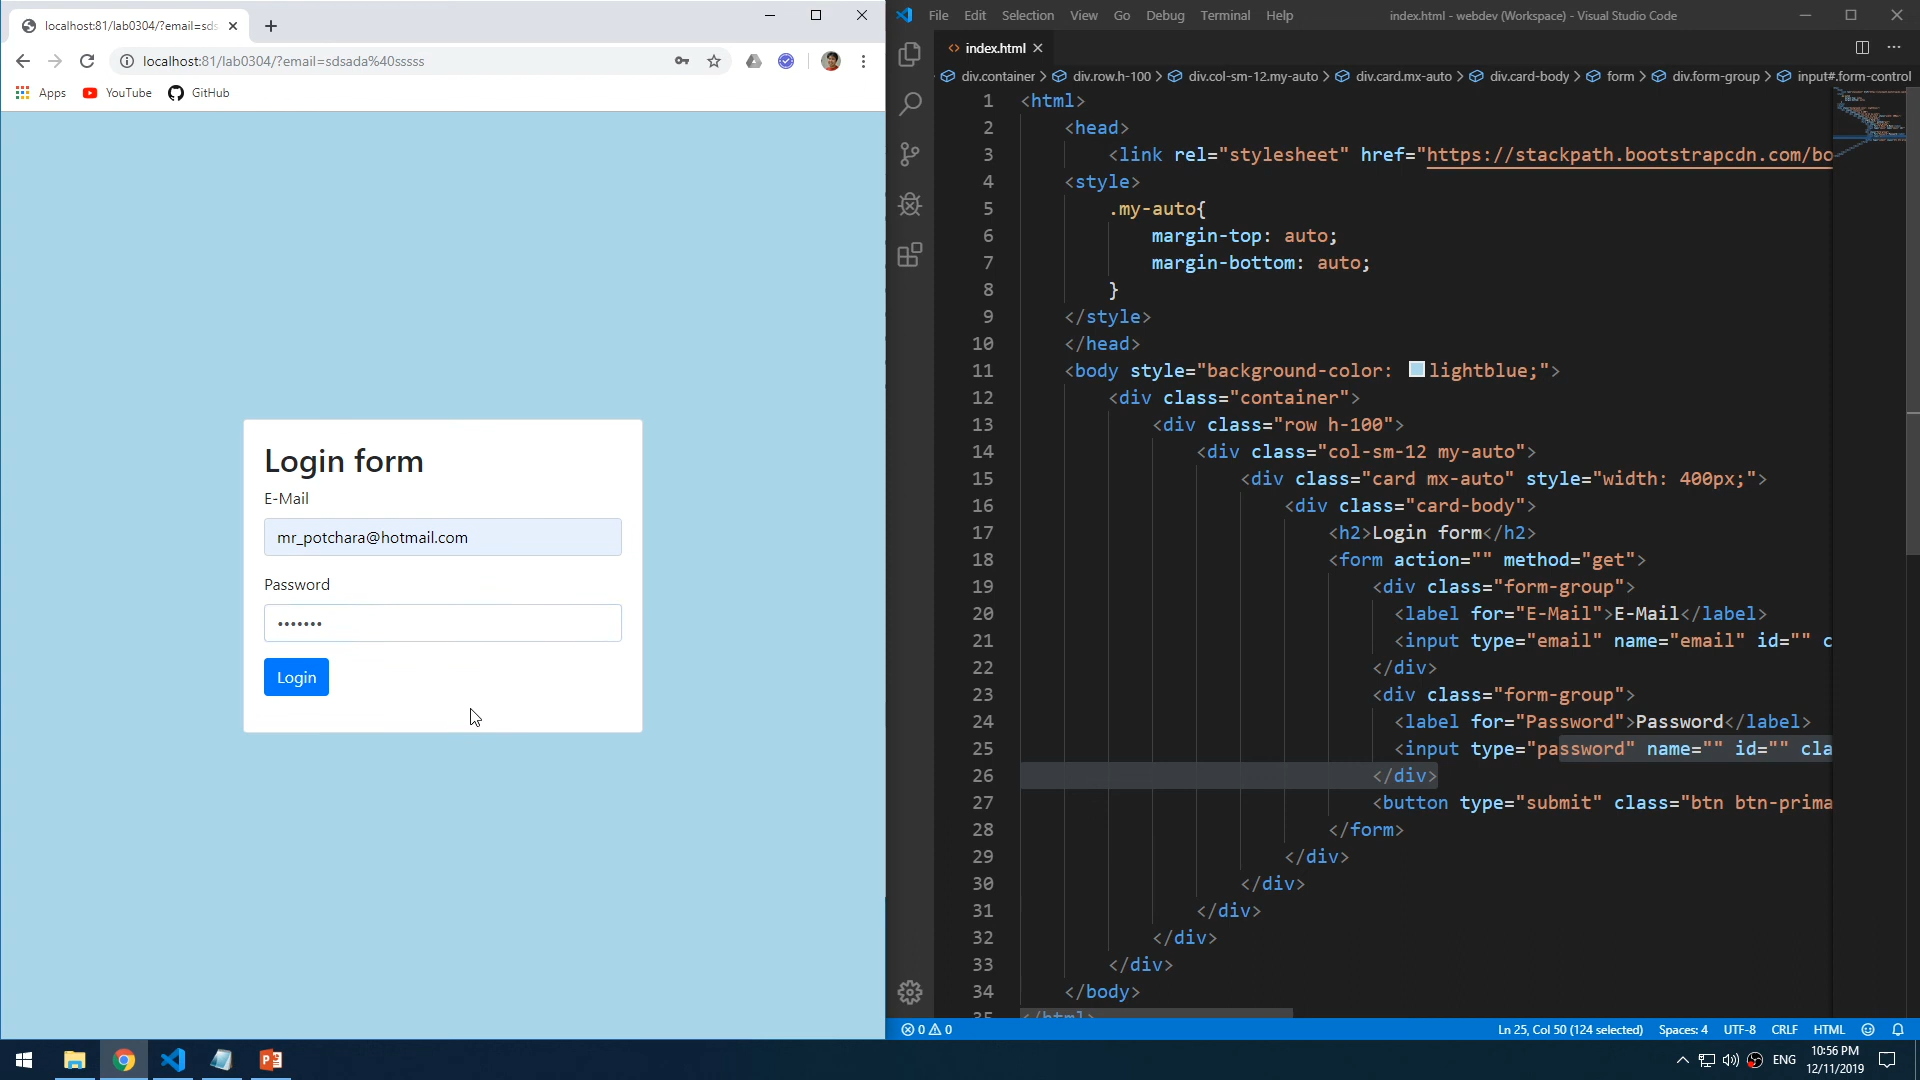 localhost:81/lab0304/?email=sds
localhost:81/lab0304/?email=sdsada%40sssss
Apps YouTube GitHub
Login form
E-Mail
mr_potchara@hotmail.com
Password
•••••••
Login
File Edit Selection View Go Debug Terminal Help index.html - webdev (Workspace) - Visual Studio Code
<> index.html
div.container > div.row.h-100 > div.col-sm-12.my-auto > div.card.mx-auto > div.card-body > form > div.form-group > input#.form-control
1 <html>
2 <head>
3 <link rel="stylesheet" href="https://stackpath.bootstrapcdn.com/bo
4 <style>
5 .my-auto{
6 margin-top: auto;
7 margin-bottom: auto;
8 }
9 </style>
10 </head>
11 <body style="background-color: lightblue;">
12 <div class="container">
13 <div class="row h-100">
14 <div class="col-sm-12 my-auto">
15 <div class="card mx-auto" style="width: 400px;">
16 <div class="card-body">
17 <h2>Login form</h2>
18 <form action="" method="get">
19 <div class="form-group">
20 <label for="E-Mail">E-Mail</label>
21 <input type="email" name="email" id="" c
22 </div>
23 <div class="form-group">
24 <label for="Password">Password</label>
25 <input type="password" name="" id="" cla
26 </div>
27 <button type="submit" class="btn btn-prima
28 </form>
29 </div>
30 </div>
31 </div>
32 </div>
33 </div>
34 </body>
35 </html>
0 0 Ln 25, Col 50 (124 selected) Spaces: 4 UTF-8 CRLF HTML
ENG 10:56 PM
12/11/2019